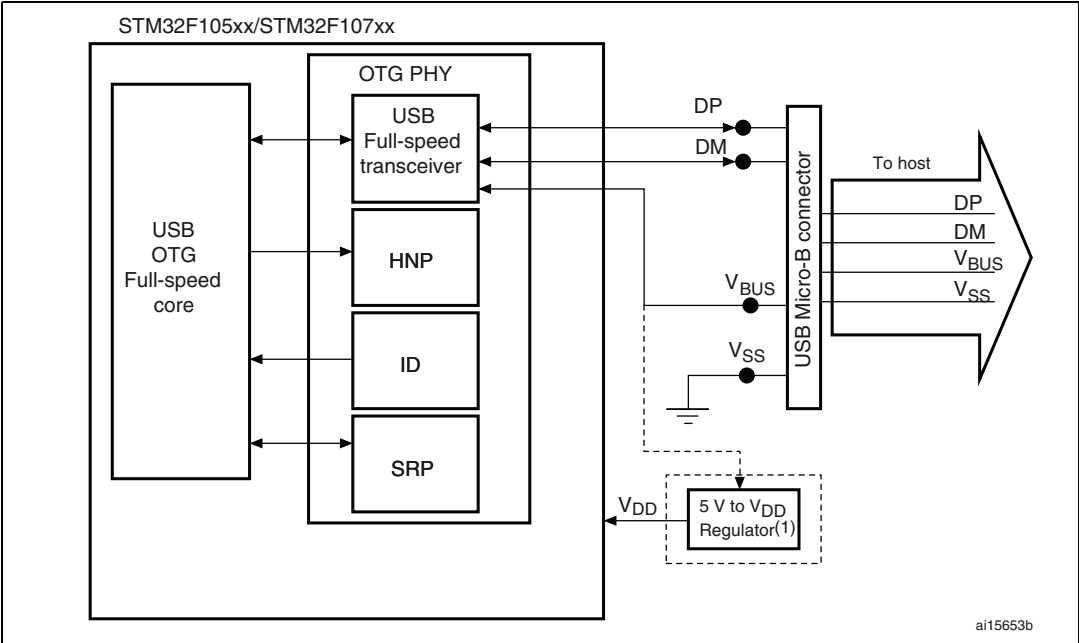 STM32F105xx/STM32F107xx
OTG PHY
USB
Full-speed
transceiver
HNP
ID
SRP
USB
OTG
Full-speed
core
DP
DM
VBUS
VSS
USB Micro-B connector
To host
DP
DM
VBUS
VSS
VDD
5 V to VDD
Regulator(1)
ai15653b